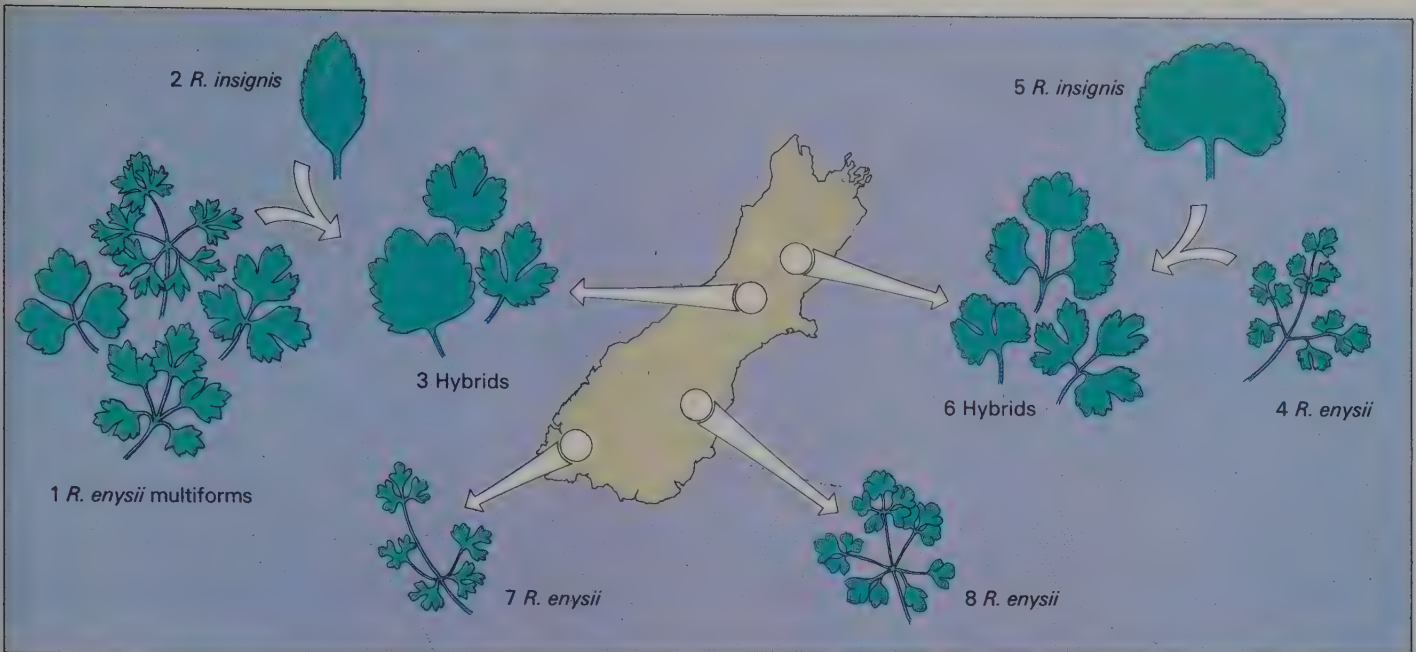 2 R. insignis
5 R. insignis
3 Hybrids
6 Hybrids
4 R. enysii
1 R. enysii multiforms
7 R. enysii
8 R. enysii